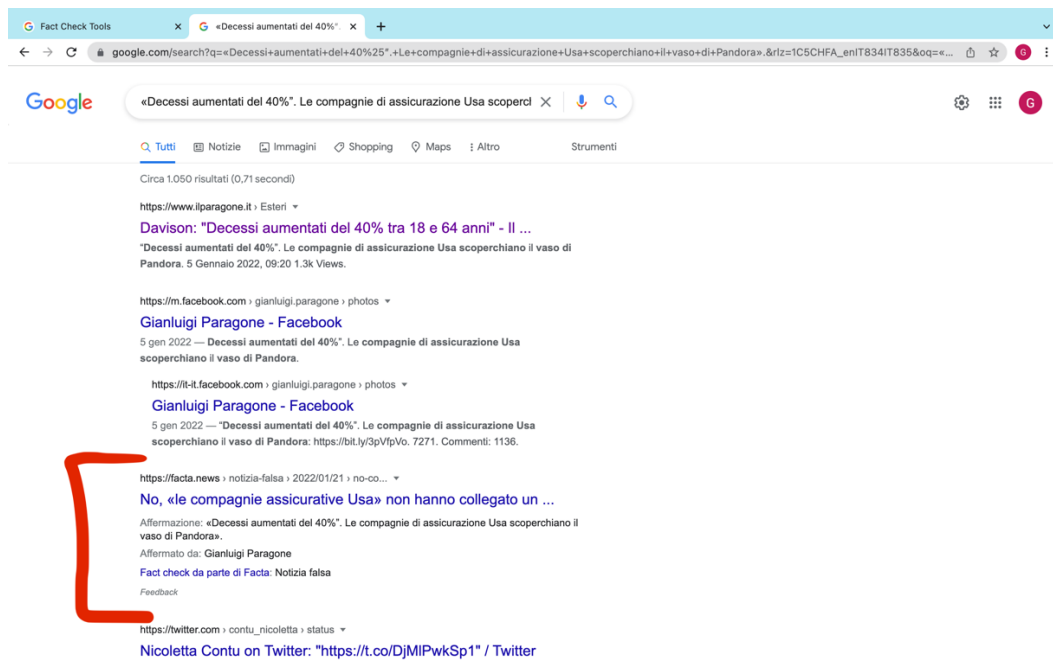 Fact Check Tools
«Decessi aumentati del 40%".
google.com/search?q=«Decessi+aumentati+del+40%25".+Le+compagnie+di+assicurazione+Usa+scoperchiano+il+vaso+di+Pandora».&rlz=1C5CHFA_enIT834IT835&oq=«...
G
Google
«Decessi aumentati del 40%". Le compagnie di assicurazione Usa scopercl
G
Tutti Notizie Immagini Shopping Maps Altro Strumenti
Circa 1.050 risultati (0,71 secondi)
https://www.ilparagone.it › Esteri
Davison: "Decessi aumentati del 40% tra 18 e 64 anni" - Il ...
"Decessi aumentati del 40%". Le compagnie di assicurazione Usa scoperchiano il vaso di
Pandora. 5 Gennaio 2022, 09:20 1.3k Views.
https://m.facebook.com › gianluigi.paragone › photos
Gianluigi Paragone - Facebook
5 gen 2022 — Decessi aumentati del 40%". Le compagnie di assicurazione Usa
scoperchiano il vaso di Pandora.
https://it-it.facebook.com › gianluigi.paragone › photos
Gianluigi Paragone - Facebook
5 gen 2022 — "Decessi aumentati del 40%". Le compagnie di assicurazione Usa
scoperchiano il vaso di Pandora: https://bit.ly/3pVfpVo. 7271. Commenti: 1136.
https://facta.news › notizia-falsa › 2022/01/21 › no-co...
No, «le compagnie assicurative Usa» non hanno collegato un ...
Affermazione: «Decessi aumentati del 40%". Le compagnie di assicurazione Usa scoperchiano il
vaso di Pandora».
Affermato da: Gianluigi Paragone
Fact check da parte di Facta: Notizia falsa
Feedback
https://twitter.com › contu_nicoletta › status
Nicoletta Contu on Twitter: "https://t.co/DjMlPwkSp1" / Twitter